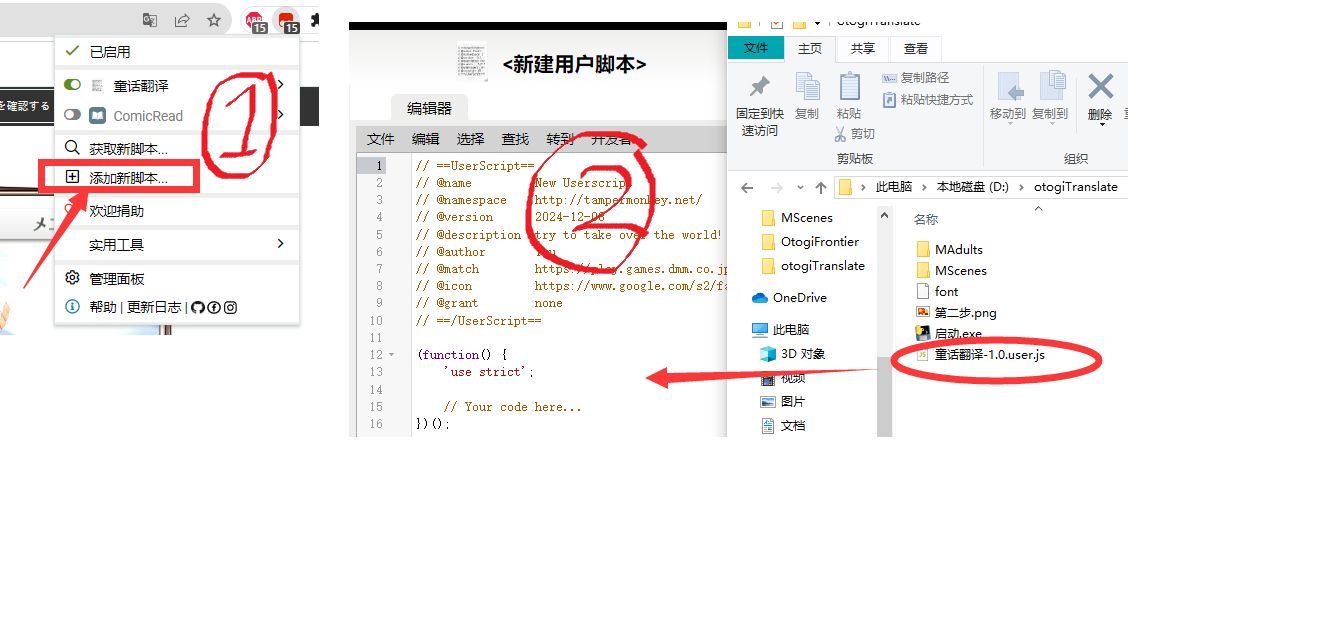 ABP
15
15
已启用
童话翻译
ComicRead
获取新脚本...
添加新脚本...
欢迎捐助
实用工具
管理面板
帮助 | 更新日志 |
を確認する
メニ
1
<新建用户脚本>
编辑器
文件 编辑 选择 查找 转到 开发者
1 // ==UserScript==
2 // @name New Userscript
3 // @namespace http://tampermonkey.net/
4 // @version 2024-12-08
5 // @description try to take over the world!
6 // @author You
7 // @match https://play.games.dmm.co.jp
8 // @icon https://www.google.com/s2/fa
9 // @grant none
10 // ==/UserScript==
11
12 (function() {
13 'use strict';
14
15 // Your code here...
16 })();
2
OtogiTranslate
文件 主页 共享 查看
固定到快速访问
复制
粘贴
复制路径
粘贴快捷方式
剪切
剪贴板
移动到 复制到 删除
组织
此电脑 本地磁盘 (D:) otogiTranslate
MScenes
OtogiFrontier
otogiTranslate
OneDrive
此电脑
3D 对象
视频
图片
文档
名称
MAdults
MScenes
font
第二步.png
启动.exe
JS
童话翻译-1.0.user.js